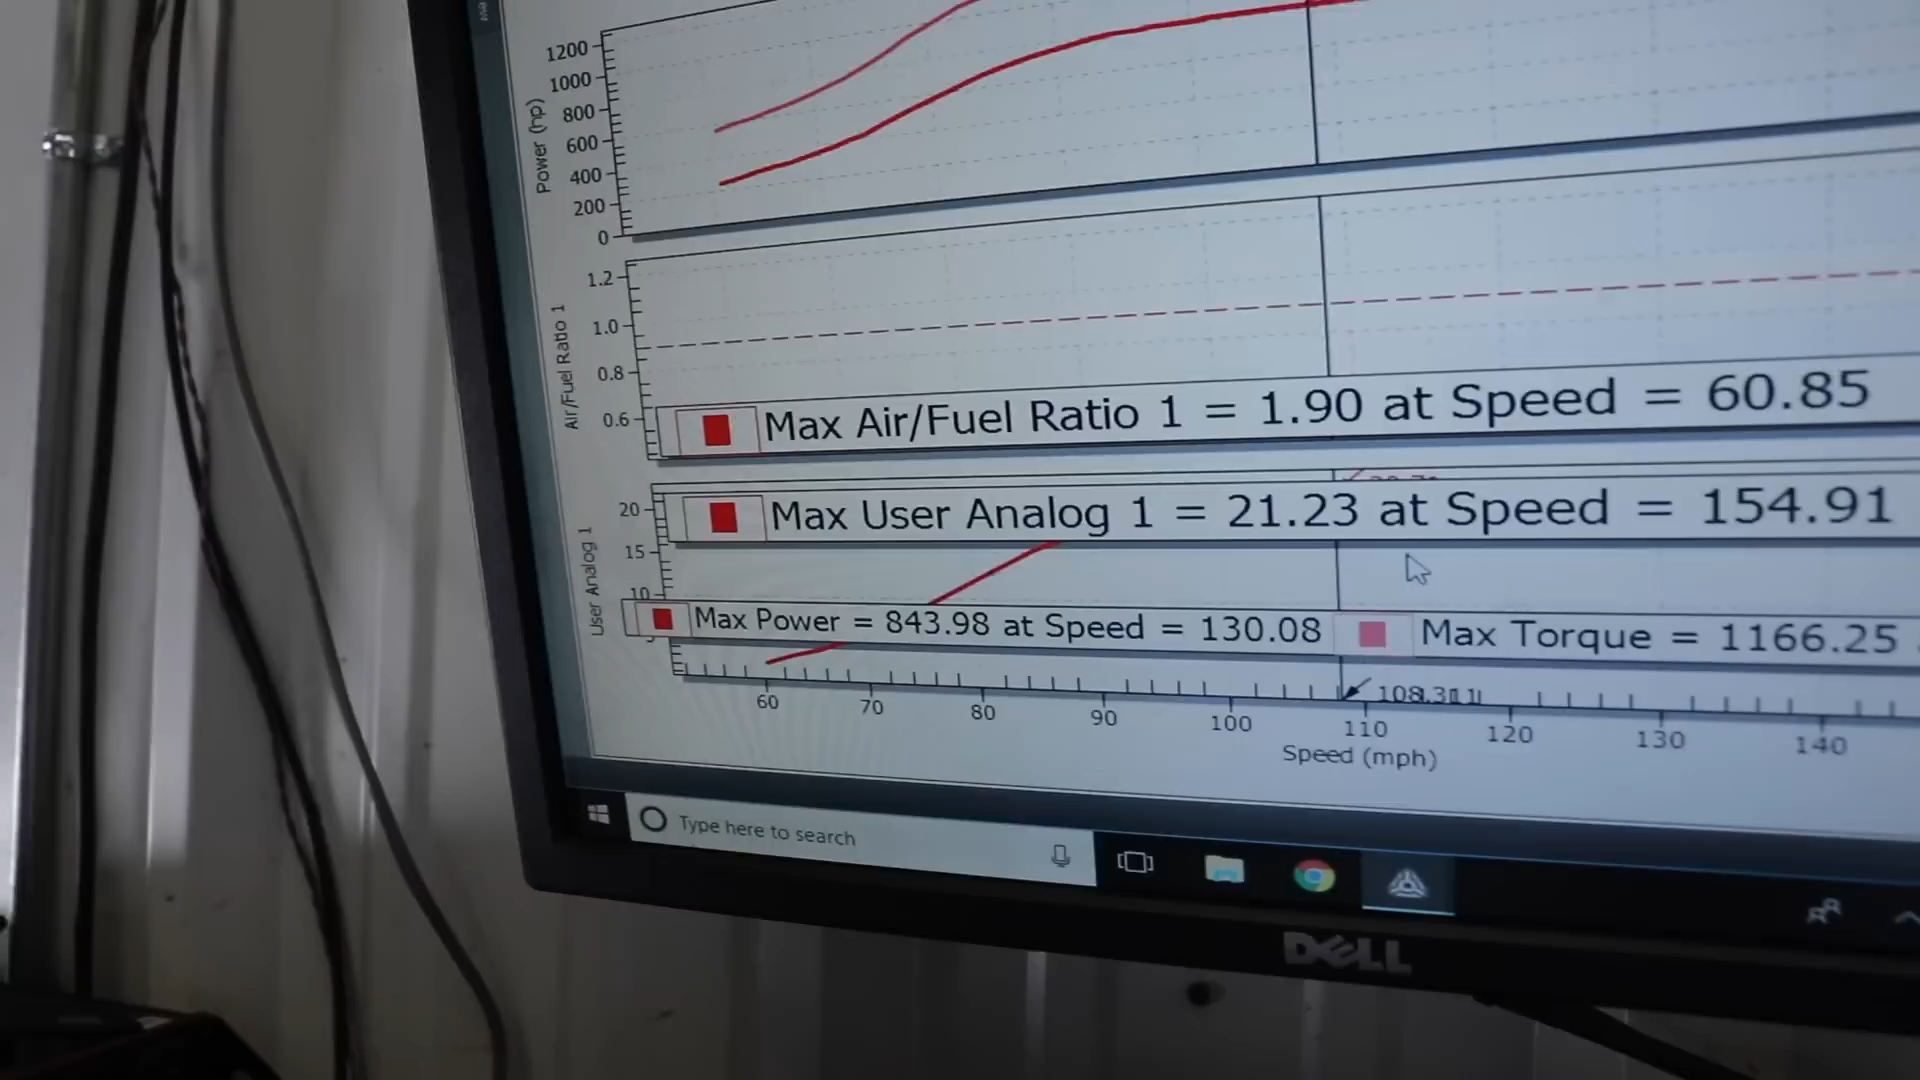 1200
1000
800
600
400
200
0
Power (hp)
1.2
1.0
0.8
0.6
Air/Fuel Ratio 1
Max Air/Fuel Ratio 1 = 1.90 at Speed = 60.85
20
15
10
User Analog 1
Max User Analog 1 = 21.23 at Speed = 154.91
Max Power = 843.98 at Speed = 130.08
Max Torque = 1166.25
60 70 80 90 100 110 120 130 140
Speed (mph)
Type here to search
DELL